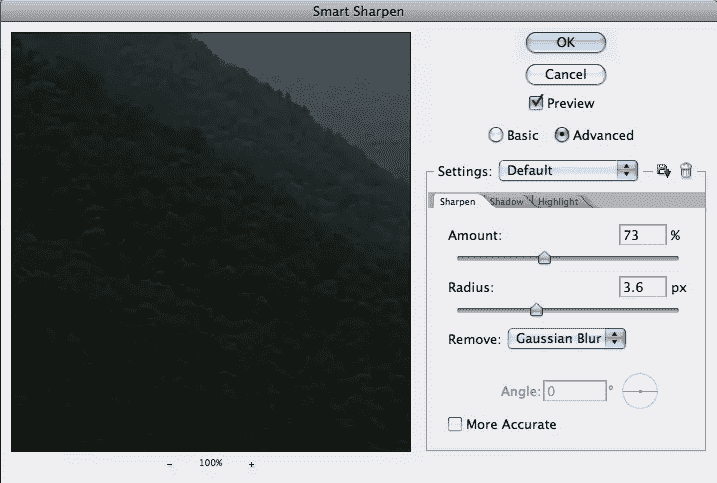 Smart Sharpen
OK
Cancel
Preview
Basic Advanced
Settings: Default
Sharpen Shadow Highlight
Amount: 73 %
Radius: 3.6 px
Remove: Gaussian Blur
Angle: 0 °
More Accurate
− 100% +